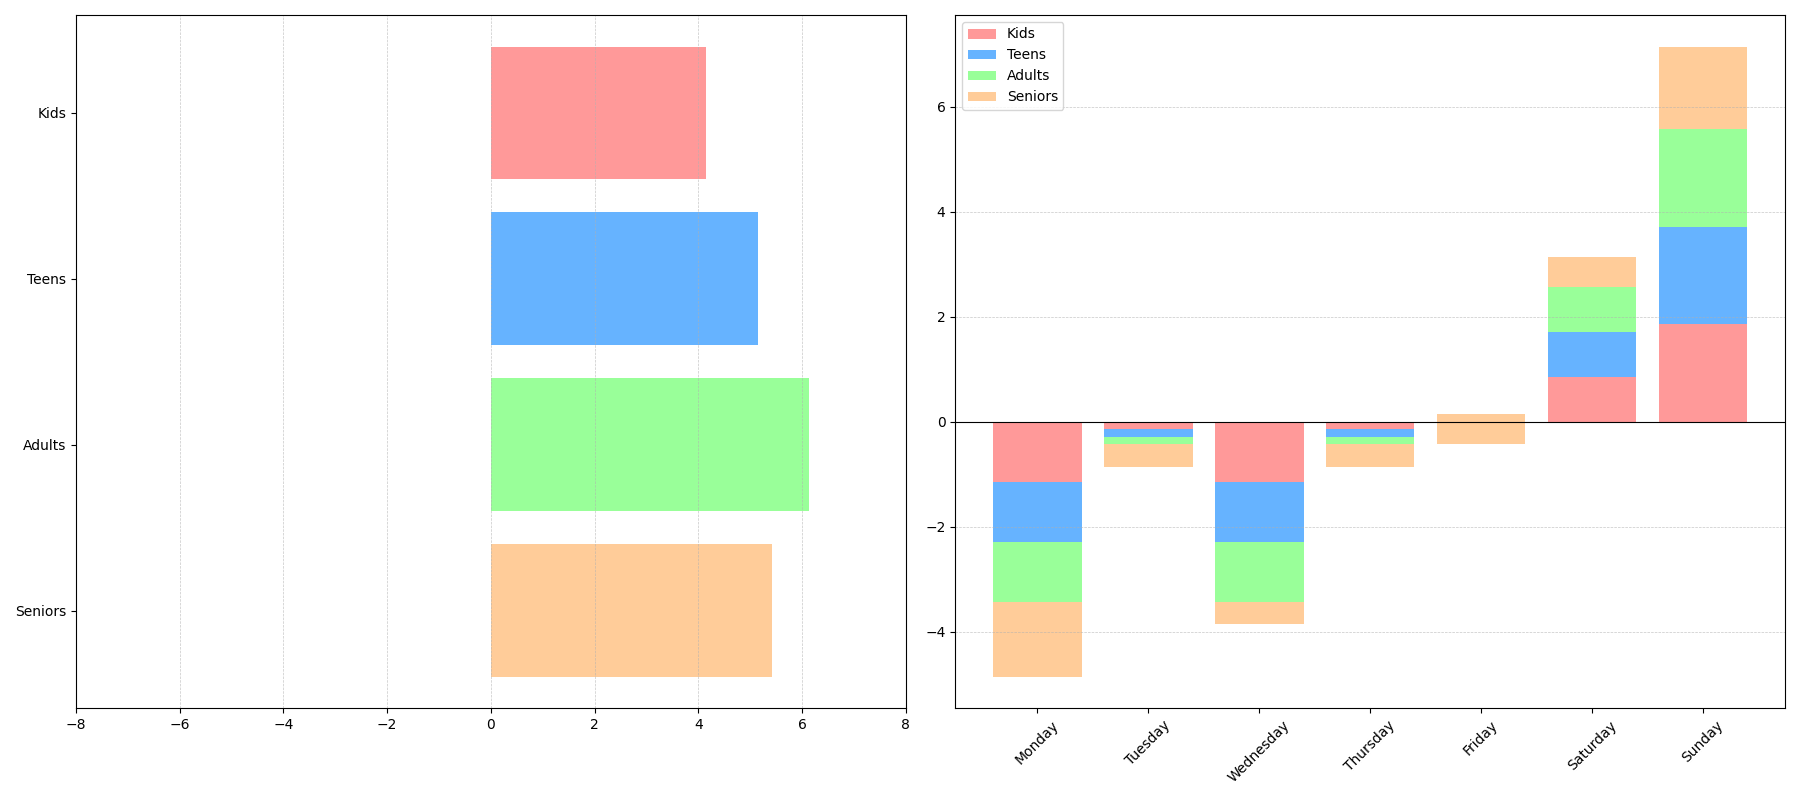 Kids
Teens
Adults
Seniors
−8 −6 −4 −2 0 2 4 6 8
Kids
Teens
Adults
Seniors
6
4
2
0
−2
−4
Monday Tuesday Wednesday Thursday Friday Saturday Sunday